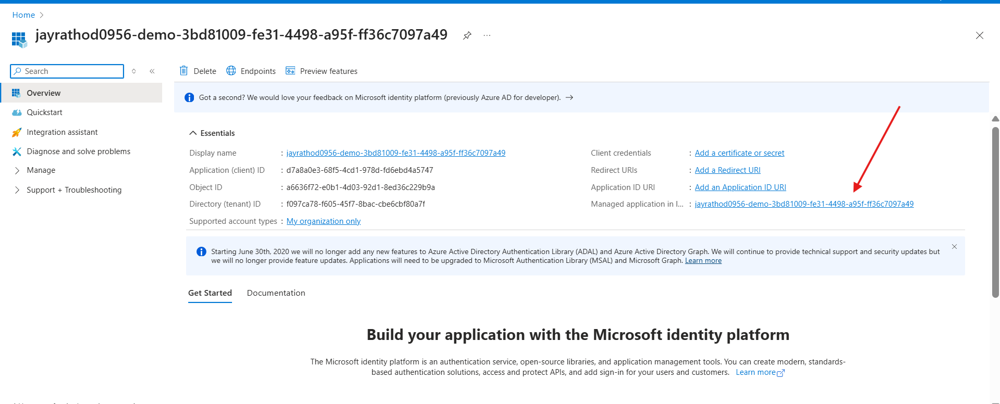 Home
jayrathod0956-demo-3bd81009-fe31-4498-a95f-ff36c7097a49
Search
Delete
Endpoints
Preview features
Overview
Quickstart
Integration assistant
Diagnose and solve problems
Manage
Support + Troubleshooting
Got a second? We would love your feedback on Microsoft identity platform (previously Azure AD for developer).
Essentials
Display name : jayrathod0956-demo-3bd81009-fe31-4498-a95f-ff36c7097a49
Application (client) ID : d7a8a0e3-68f5-4cd1-978d-fd6ebd4a5747
Object ID : a6636f72-e0b1-4d03-92d1-8ed36c229b9a
Directory (tenant) ID : f097ca78-f605-45f7-8bac-cbe6cbf80a7f
Supported account types : My organization only
Client credentials : Add a certificate or secret
Redirect URIs : Add a Redirect URI
Application ID URI : Add an Application ID URI
Managed application in l... : jayrathod0956-demo-3bd81009-fe31-4498-a95f-ff36c7097a49
Starting June 30th, 2020 we will no longer add any new features to Azure Active Directory Authentication Library (ADAL) and Azure Active Directory Graph. We will continue to provide technical support and security updates but
we will no longer provide feature updates. Applications will need to be upgraded to Microsoft Authentication Library (MSAL) and Microsoft Graph. Learn more
Get Started
Documentation
Build your application with the Microsoft identity platform
The Microsoft identity platform is an authentication service, open-source libraries, and application management tools. You can create modern, standards-
based authentication solutions, access and protect APIs, and add sign-in for your users and customers. Learn more